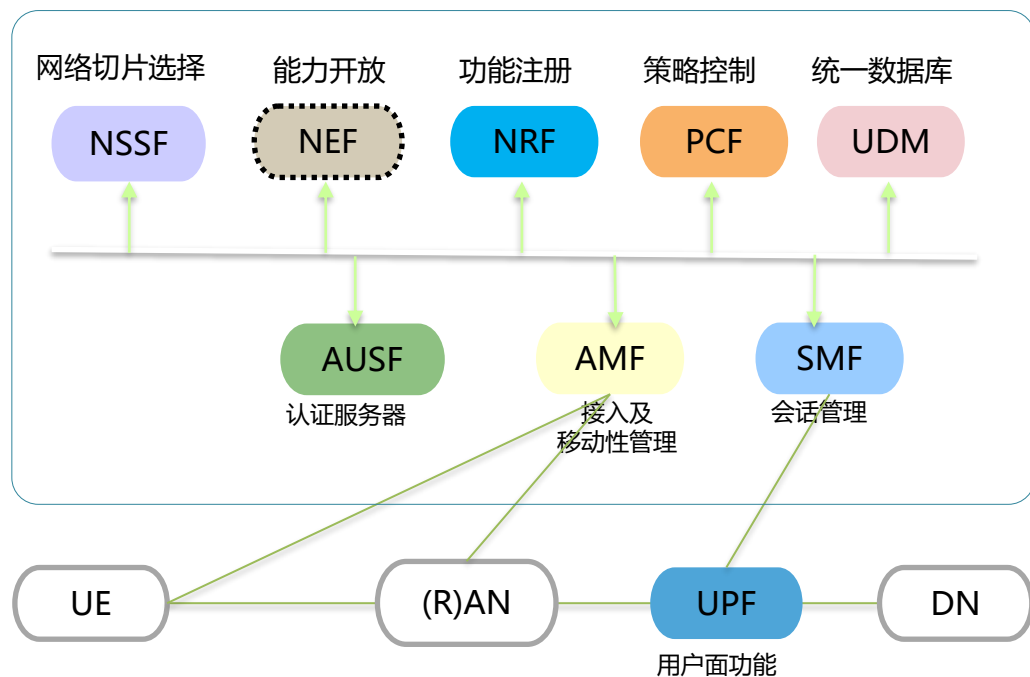 网络切片选择
能力开放
功能注册
策略控制
统一数据库
NSSF
NEF
NRF
PCF
UDM
AUSF
AMF
SMF
认证服务器
接入及
移动性管理
会话管理
UE
(R)AN
UPF
DN
用户面功能